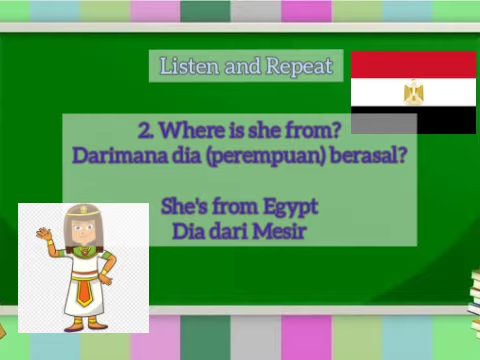 Listen and Repeat
2. Where is she from?
Darimana dia (perempuan) berasal?
She's from Egypt
Dia dari Mesir